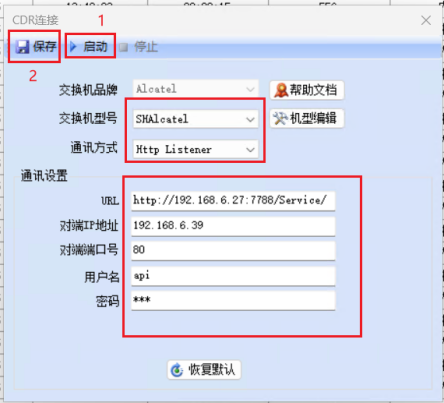 CDR连接
1
保存 启动 停止
2
交换机品牌 Alcatel 帮助文档
交换机型号 SHAlcatel 机型编辑
通讯方式 Http Listener
通讯设置
URL http://192.168.6.27:7788/Service/
对端IP地址 192.168.6.39
对端端口号 80
用户名 api
密码 ***
恢复默认